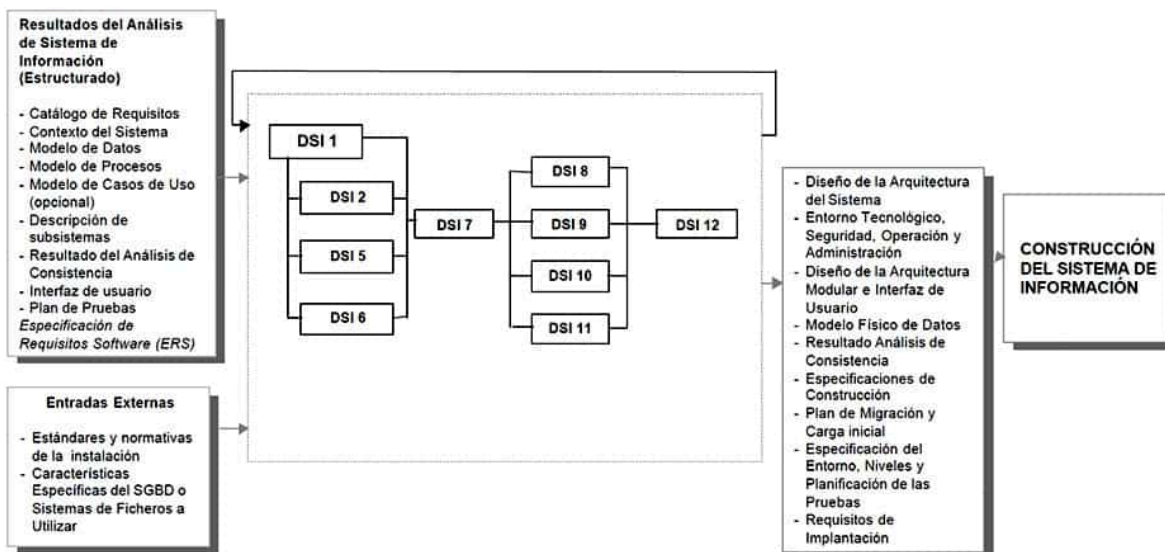 Resultados del Análisis
de Sistema de
Información
(Estructurado)
- Catálogo de Requisitos
- Contexto del Sistema
- Modelo de Datos
- Modelo de Procesos
- Modelo de Casos de Uso
(opcional)
- Descripción de
subsistemas
- Resultado del Análisis de
Consistencia
- Interfaz de usuario
- Plan de Pruebas
Especificación de
Requisitos Software (ERS)
Entradas Externas
- Estándares y normativas
de la instalación
- Características
Específicas del SGBD o
Sistemas de Ficheros a
Utilizar
DSI 1
DSI 2
DSI 5
DSI 6
DSI 7
DSI 8
DSI 9
DSI 10
DSI 11
DSI 12
- Diseño de la Arquitectura
del Sistema
- Entorno Tecnológico,
Seguridad, Operación y
Administración
- Diseño de la Arquitectura
Modular e Interfaz de
Usuario
- Modelo Físico de Datos
- Resultado Análisis de
Consistencia
- Especificaciones de
Construcción
- Plan de Migración y
Carga inicial
- Especificación del
Entorno, Niveles y
Planificación de las
Pruebas
- Requisitos de
Implantación
CONSTRUCCIÓN
DEL SISTEMA DE
INFORMACIÓN